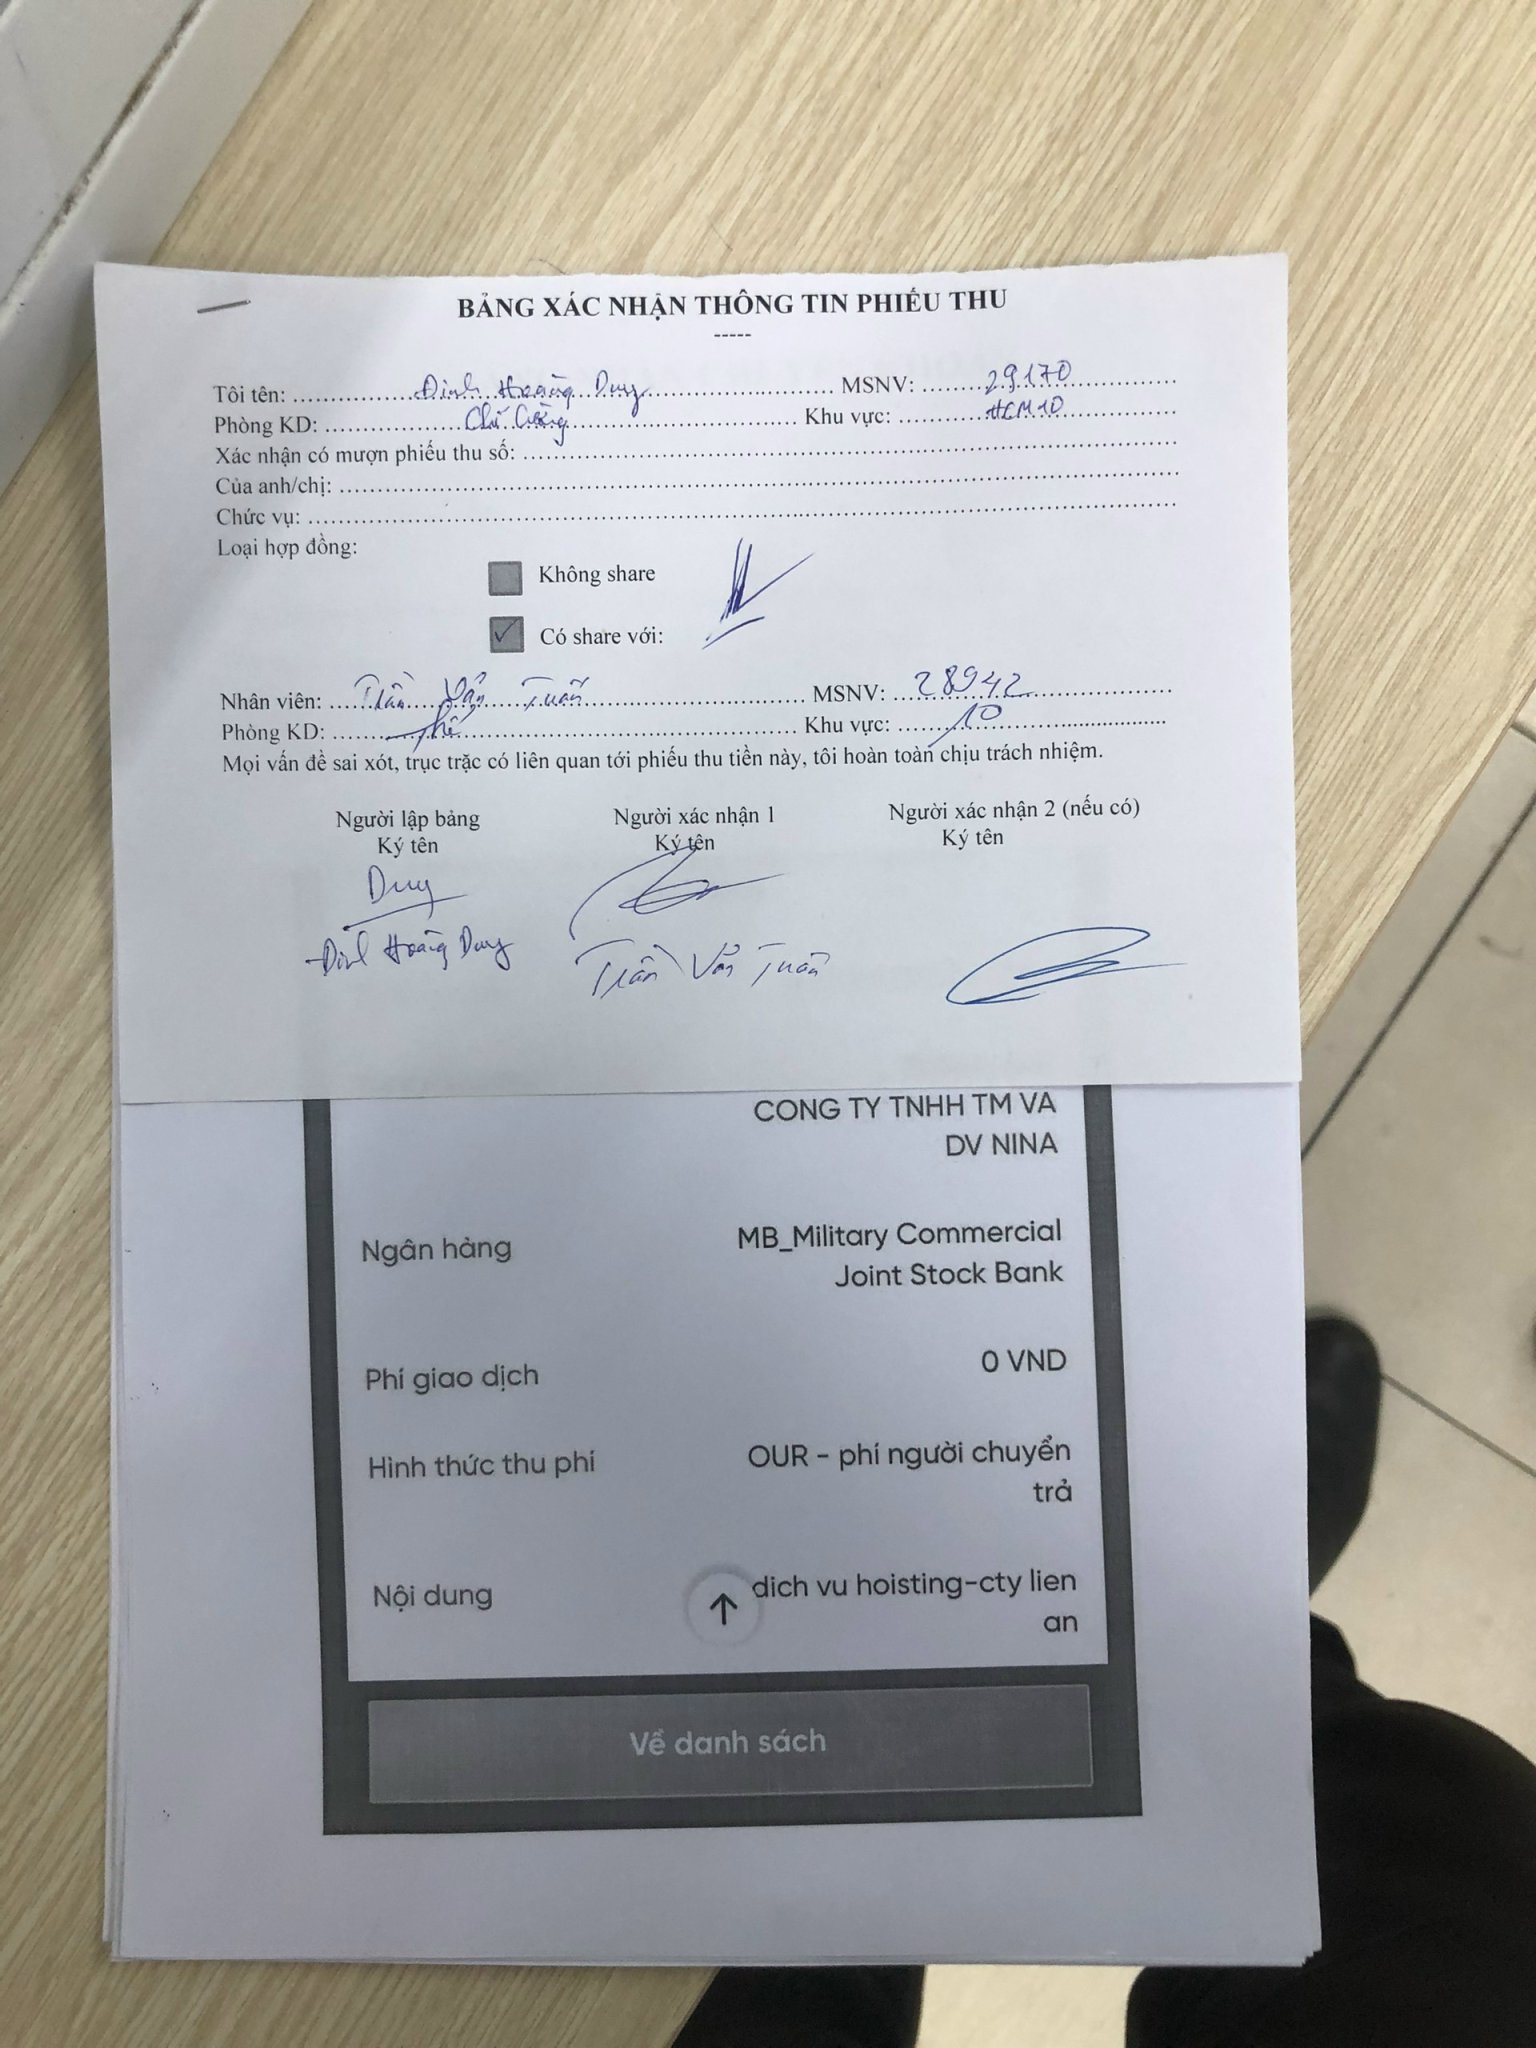 BẢNG XÁC NHẬN THÔNG TIN PHIẾU THU
-----
Tôi tên: Đinh Hoàng Duy MSNV: 29170
Phòng KD: Chí Cường Khu vực: HCM10
Xác nhận có mượn phiếu thu số:
Của anh/chị:
Chức vụ:
Loại hợp đồng:
Không share
Có share với:
Nhân viên: Trần Văn Tuấn MSNV: 28942
Phòng KD: Khu vực: 10
Mọi vấn đề sai xót, trục trặc có liên quan tới phiếu thu tiền này, tôi hoàn toàn chịu trách nhiệm.
Người lập bảng Người xác nhận 1 Người xác nhận 2 (nếu có)
Ký tên Ký tên Ký tên
Duy
Đinh Hoàng Duy Trần Văn Tuấn
CONG TY TNHH TM VA
DV NINA
Ngân hàng MB_Military Commercial
Joint Stock Bank
Phí giao dịch 0 VND
Hình thức thu phí OUR - phí người chuyển
trả
Nội dung dich vu hoisting-cty lien
an
Về danh sách